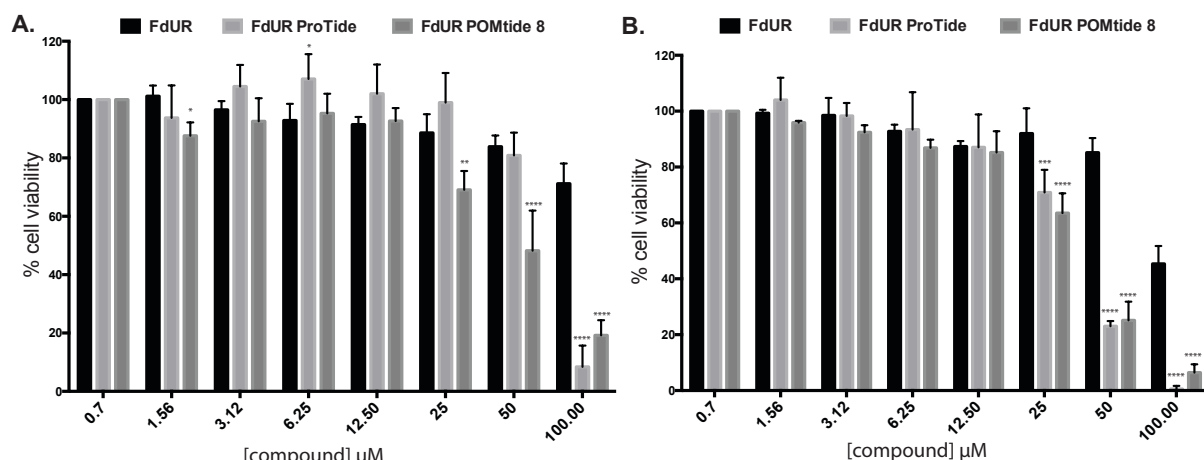 A.
FdUR FdUR ProTide FdUR POMtide 8
% cell viability
120
100
80
60
40
20
0
*
*
**
****
****
****
0.7 1.56 3.12 6.25 12.50 25 50 100.00
[compound] µM
B.
FdUR FdUR ProTide FdUR POMtide 8
% cell viability
120
100
80
60
40
20
0
***
****
****
****
****
****
0.7 1.56 3.12 6.25 12.50 25 50 100.00
[compound] µM